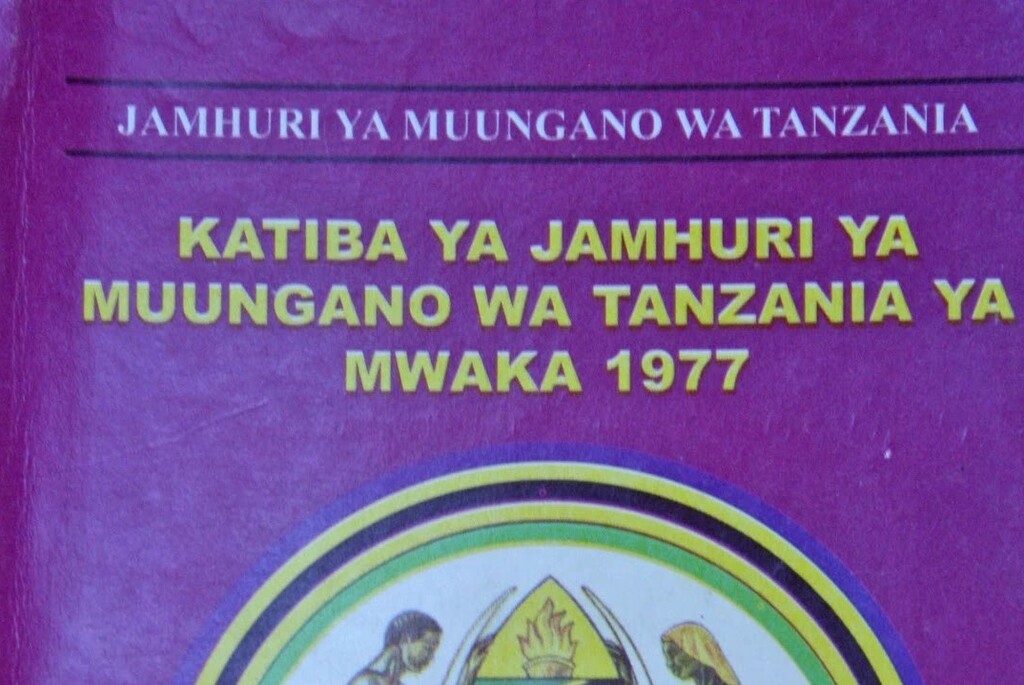 JAMHURI YA MUUNGANO WA TANZANIA
KATIBA YA JAMHURI YA
MUUNGANO WA TANZANIA YA
MWAKA 1977